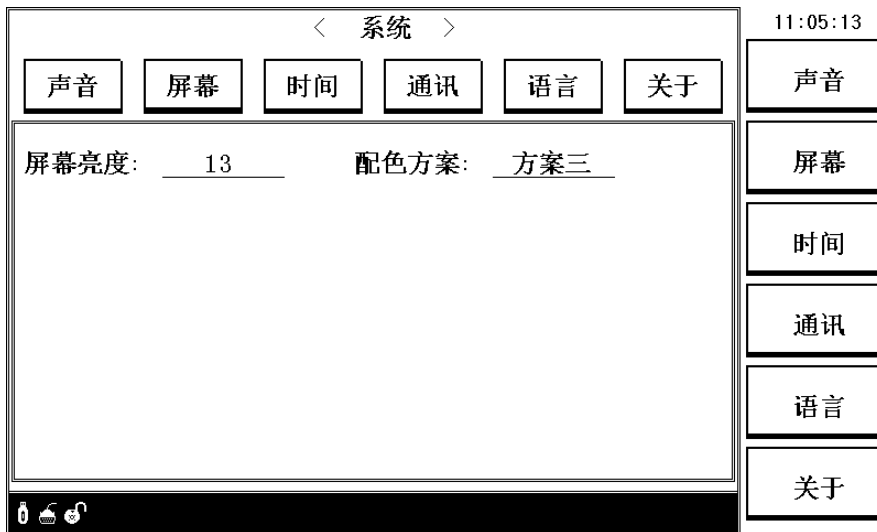 〈 系统 〉
11:05:13
声音 屏幕 时间 通讯 语言 关于
屏幕亮度: 13 配色方案: 方案三
声音
屏幕
时间
通讯
语言
关于